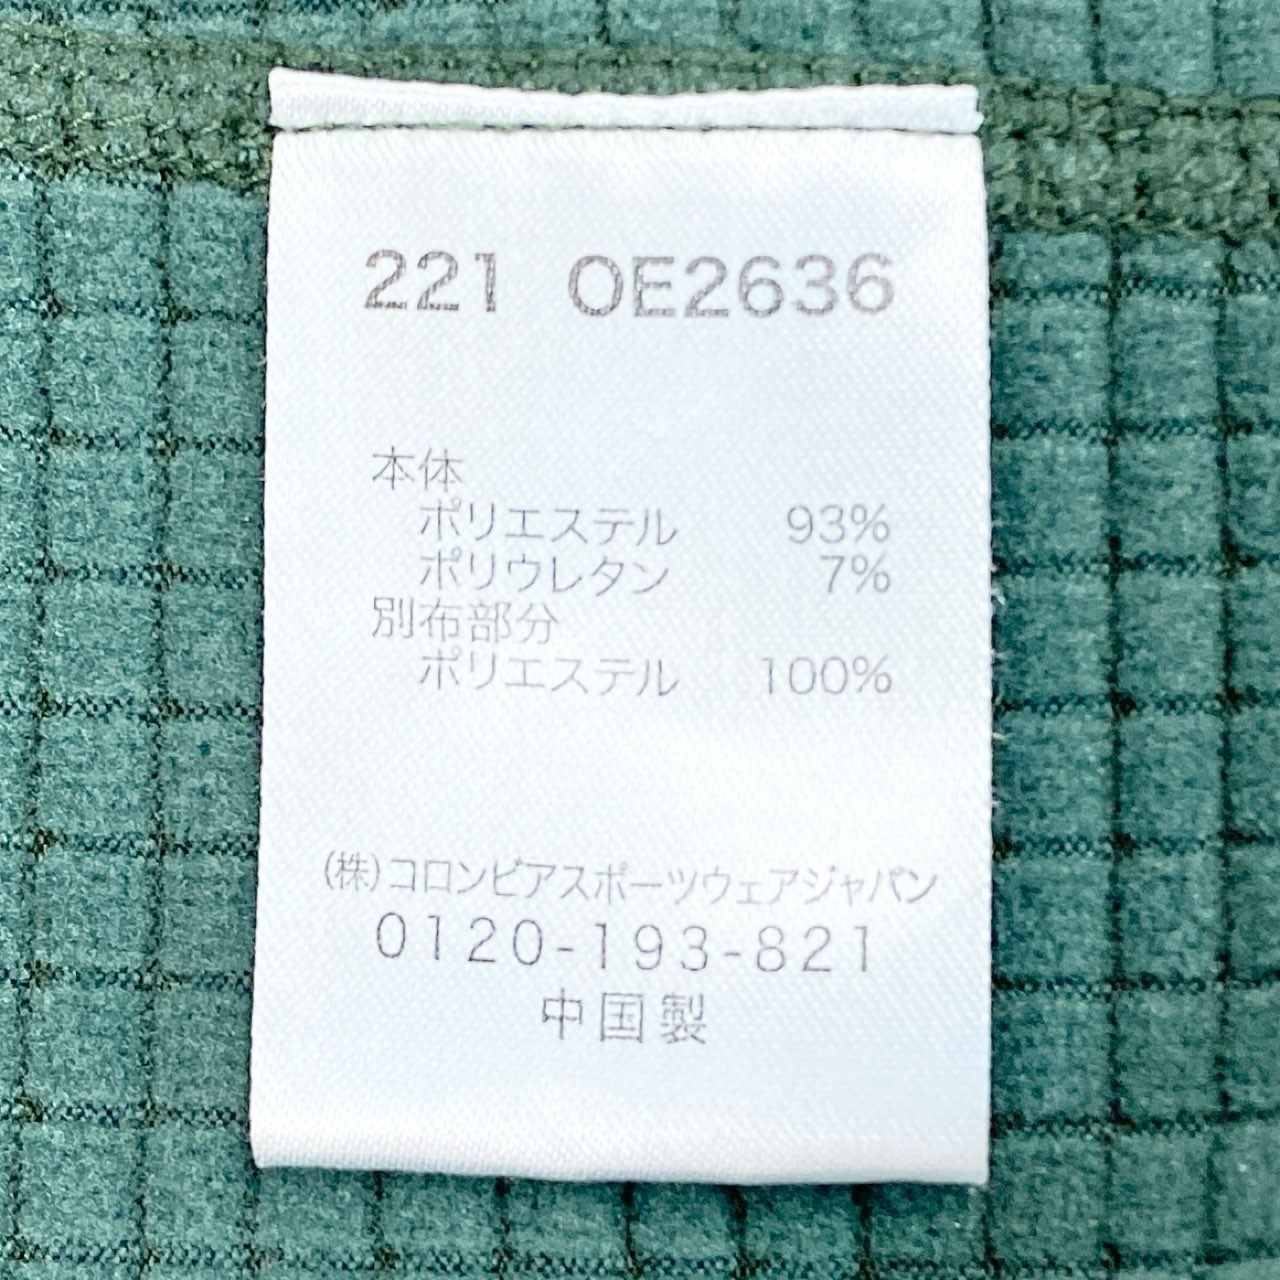 221 OE2636
本体
ポリエステル 93%
ポリウレタン 7%
別布部分
ポリエステル 100%
(株)コロンビアスポーツウェアジャパン
0120-193-821
中国製